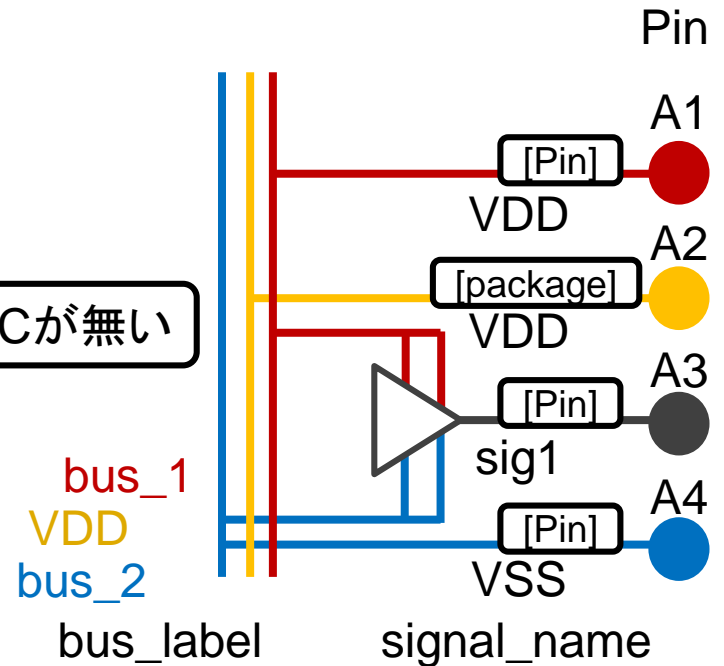 Pin
A1
[Pin]
VDD
A2
[package]
VDD
Cが無い
A3
[Pin]
sig1
bus_1
A4
VDD
[Pin]
bus_2
VSS
bus_label
signal_name